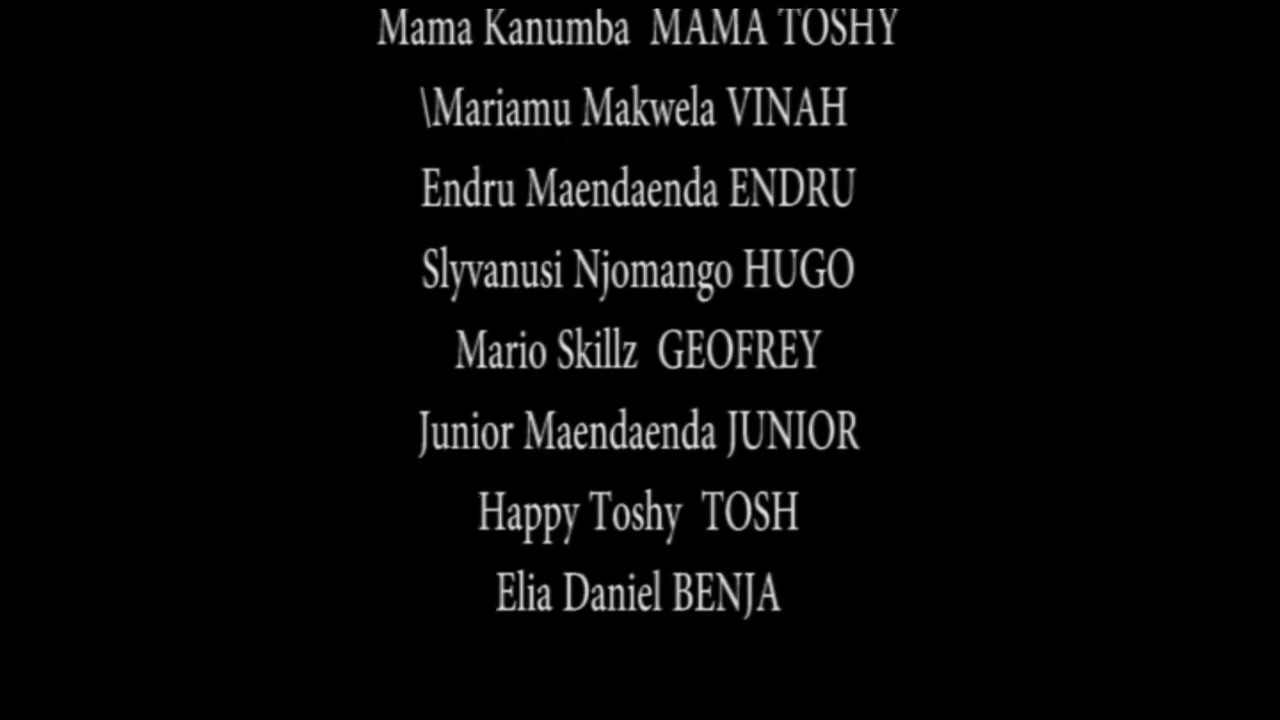 Mama Kanumba  MAMA TOSHY
\Mariamu Makwela VINAH
Endru Maendaenda ENDRU
Slyvanusi Njomango HUGO
Mario Skillz  GEOFREY
Junior Maendaenda JUNIOR
Happy Toshy  TOSH
Elia Daniel BENJA